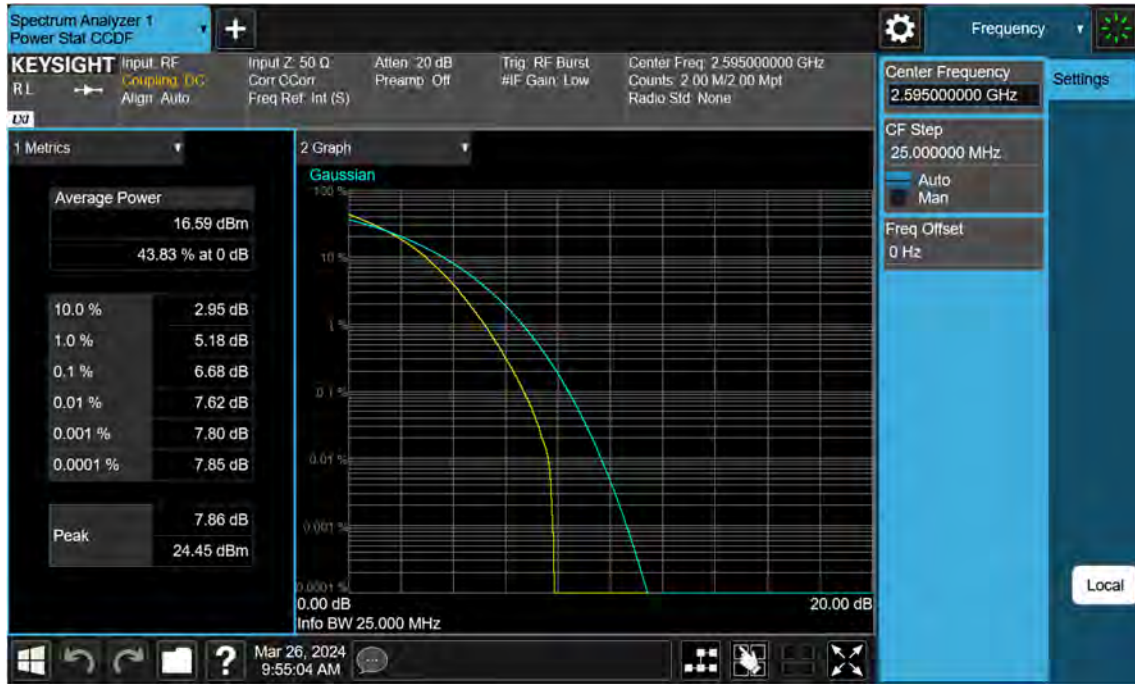 Spectrum Analyzer 1
Power Stat CCDF
+
Frequency
KEYSIGHT
RL
LXI
Input: RF
Coupling: DC
Align: Auto
Input Z: 50 Ω
Corr CCorr
Freq Ref: Int (S)
Atten: 20 dB
Preamp: Off
Trig: RF Burst
#IF Gain: Low
Center Freq: 2.595000000 GHz
Counts: 2.00 M/2.00 Mpt
Radio Std: None
Center Frequency
2.595000000 GHz
Settings
CF Step
25.000000 MHz
Auto
Man
Freq Offset
0 Hz
Local
1 Metrics
Average Power
16.59 dBm
43.83 % at 0 dB
10.0 % 2.95 dB
1.0 % 5.18 dB
0.1 % 6.68 dB
0.01 % 7.62 dB
0.001 % 7.80 dB
0.0001 % 7.85 dB
Peak 7.86 dB
24.45 dBm
2 Graph
Gaussian
100 %
10 %
1 %
0.1 %
0.01 %
0.001 %
0.0001 %
0.00 dB 20.00 dB
Info BW 25.000 MHz
?
Mar 26, 2024
9:55:04 AM